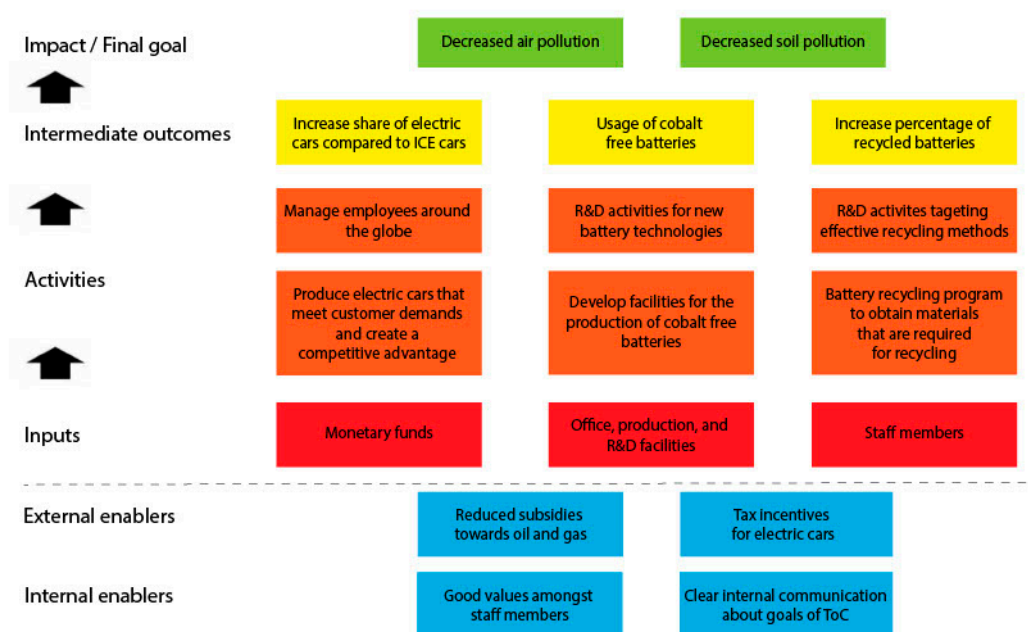 Impact / Final goal
Decreased air pollution
Decreased soil pollution
Intermediate outcomes
Increase share of electric
cars compared to ICE cars
Usage of cobalt
free batteries
Increase percentage of
recycled batteries
Activities
Manage employees around
the globe
R&D activities for new
battery technologies
R&D activites tageting
effective recycling methods
Produce electric cars that
meet customer demands
and create a
competitive advantage
Develop facilities for the
production of cobalt free
batteries
Battery recycling program
to obtain materials
that are required
for recycling
Inputs
Monetary funds
Office, production, and
R&D facilities
Staff members
External enablers
Reduced subsidies
towards oil and gas
Tax incentives
for electric cars
Internal enablers
Good values amongst
staff members
Clear internal communication
about goals of ToC